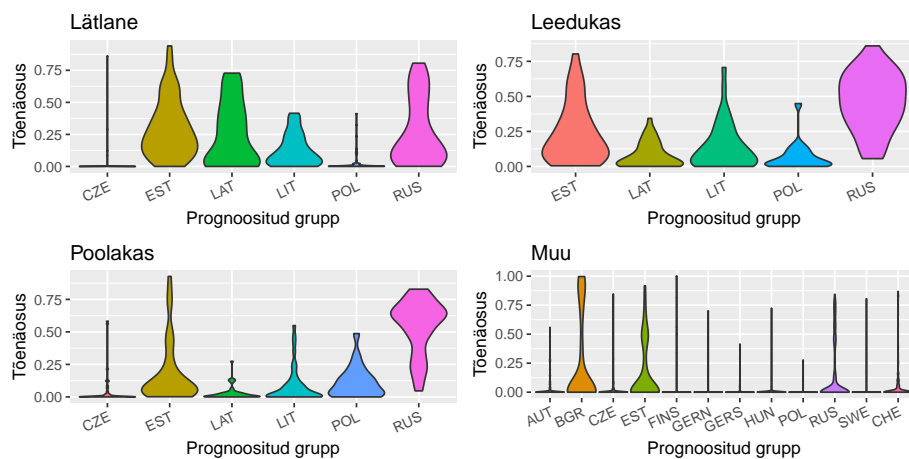 Lätlane
Tõenäosus
0.75
0.50
0.25
0.00
CZE EST LAT LIT POL RUS
Prognoositud grupp
Leedukas
Tõenäosus
0.75
0.50
0.25
0.00
EST LAT LIT POL RUS
Prognoositud grupp
Poolakas
Tõenäosus
0.75
0.50
0.25
0.00
CZE EST LAT LIT POL RUS
Prognoositud grupp
Muu
Tõenäosus
1.00
0.75
0.50
0.25
0.00
AUT BGR CZE EST FINS GERN GERS HUN POL RUS SWE CHE
Prognoositud grupp